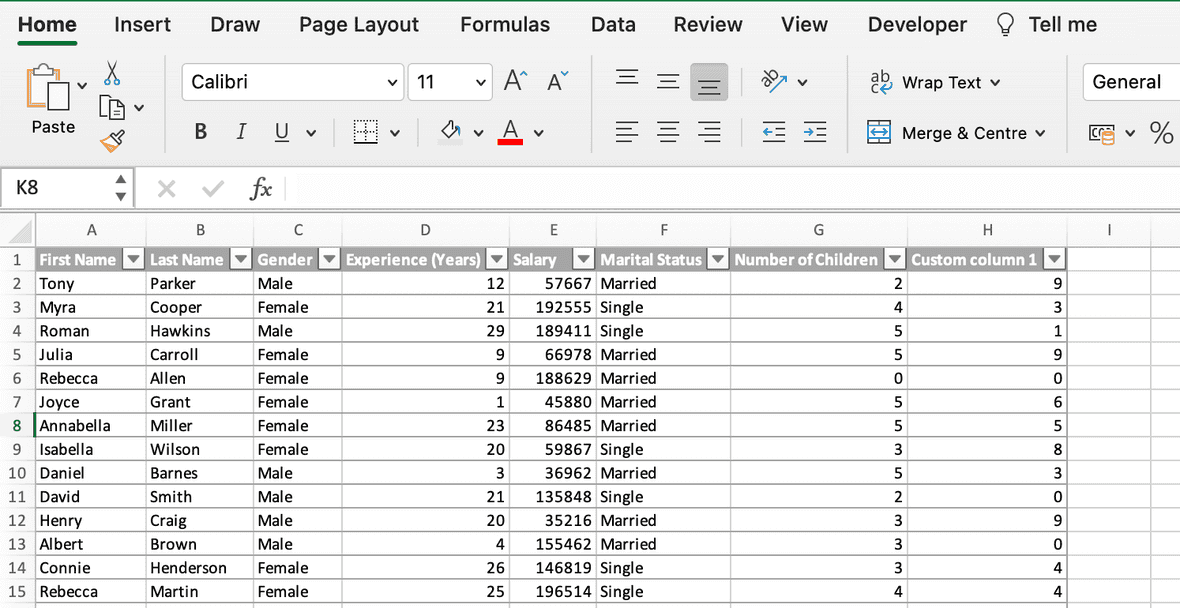 Home Insert Draw Page Layout Formulas Data Review View Developer Tell me
Calibri 11 A A ab Wrap Text General
Paste B I U A Merge & Centre %
K8 fx
A B C D E F G H I
1 First Name Last Name Gender Experience (Years) Salary Marital Status Number of Children Custom column 1
2 Tony Parker Male 12 57667 Married 2 9
3 Myra Cooper Female 21 192555 Single 4 3
4 Roman Hawkins Male 29 189411 Single 5 1
5 Julia Carroll Female 9 66978 Married 5 9
6 Rebecca Allen Female 9 188629 Married 0 0
7 Joyce Grant Female 1 45880 Married 5 6
8 Annabella Miller Female 23 86485 Married 5 5
9 Isabella Wilson Female 20 59867 Single 3 8
10 Daniel Barnes Male 3 36962 Married 5 3
11 David Smith Male 21 135848 Single 2 0
12 Henry Craig Male 20 35216 Married 3 9
13 Albert Brown Male 4 155462 Married 3 0
14 Connie Henderson Female 26 146819 Single 3 4
15 Rebecca Martin Female 25 196514 Single 4 4